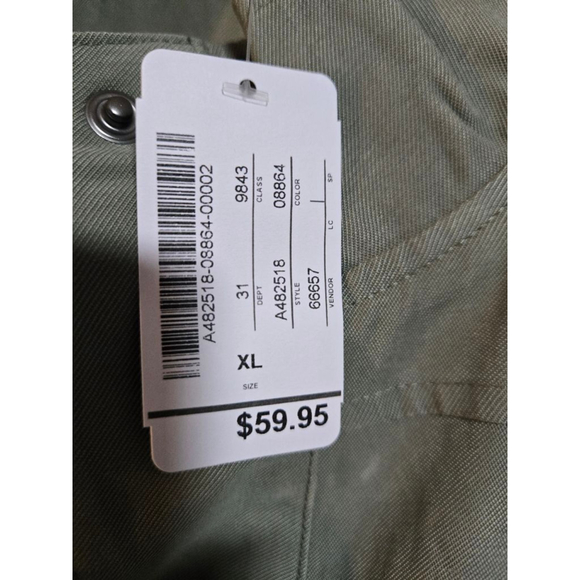 A482518-08864-00002
31 9843
DEPT CLASS
A482518 08864
STYLE COLOR
66657 |
VENDOR LC SP
XL
SIZE
$59.95